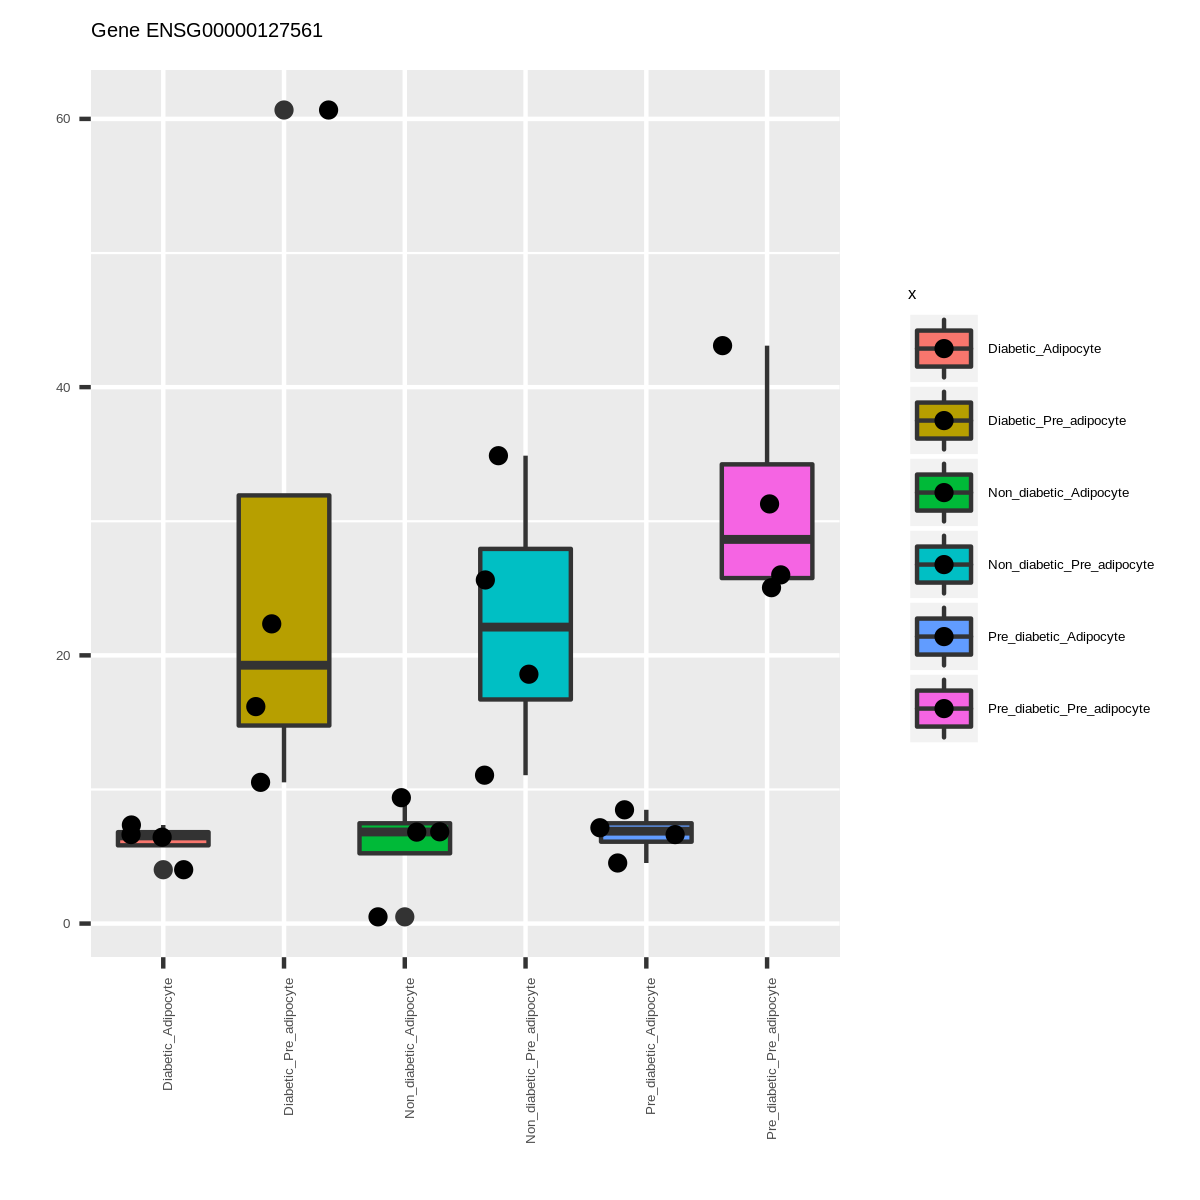 Gene ENSG00000127561
60
40
20
0
Diabetic_Adipocyte
Diabetic_Pre_adipocyte
Non_diabetic_Adipocyte
Non_diabetic_Pre_adipocyte
Pre_diabetic_Adipocyte
Pre_diabetic_Pre_adipocyte
x
Diabetic_Adipocyte
Diabetic_Pre_adipocyte
Non_diabetic_Adipocyte
Non_diabetic_Pre_adipocyte
Pre_diabetic_Adipocyte
Pre_diabetic_Pre_adipocyte